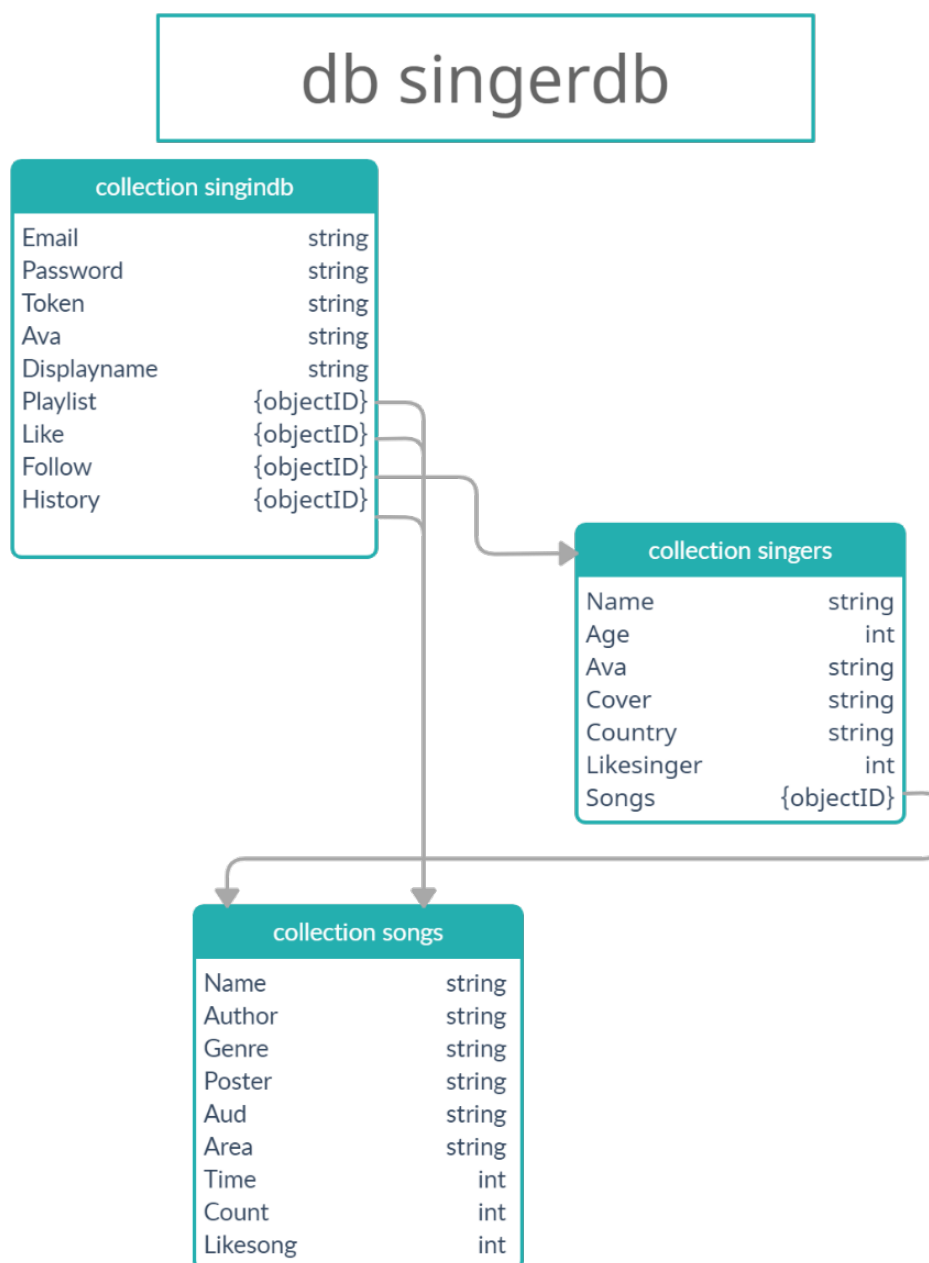 db singerdb
collection singindb
Email string
Password string
Token string
Ava string
Displayname string
Playlist {objectID}
Like {objectID}
Follow {objectID}
History {objectID}
collection singers
Name string
Age int
Ava string
Cover string
Country string
Likesinger int
Songs {objectID}
collection songs
Name string
Author string
Genre string
Poster string
Aud string
Area string
Time int
Count int
Likesong int